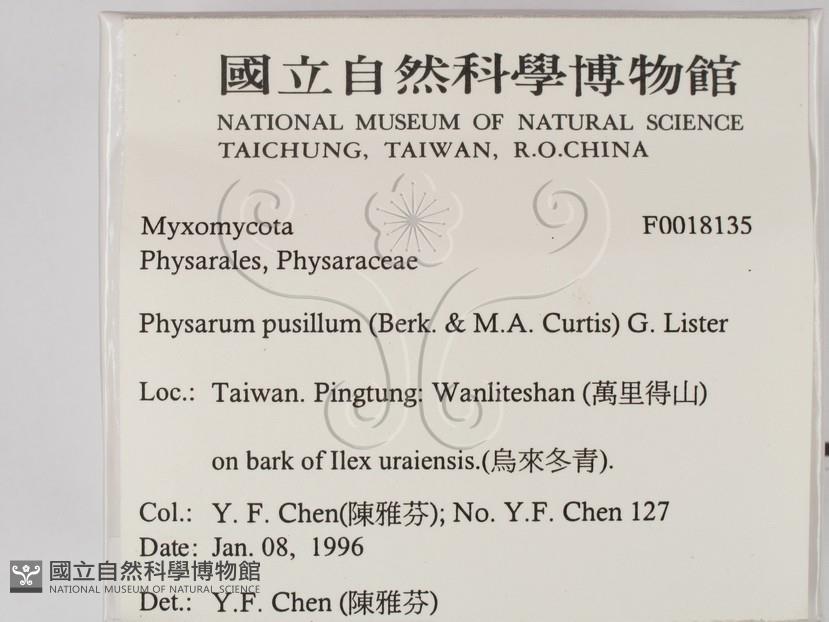 國立自然科學博物館
NATIONAL MUSEUM OF NATURAL SCIENCE
TAICHUNG, TAIWAN, R.O.CHINA
Myxomycota F0018135
Physarales, Physaraceae
Physarum pusillum (Berk. & M.A. Curtis) G. Lister
Loc.: Taiwan. Pingtung: Wanliteshan (萬里得山)
on bark of Ilex uraiensis.(烏來冬青).
Col.: Y. F. Chen(陳雅芬); No. Y.F. Chen 127
Date: Jan. 08, 1996
國立自然科學博物館
NATIONAL MUSEUM OF NATURAL SCIENCE
Det.: Y.F. Chen (陳雅芬)